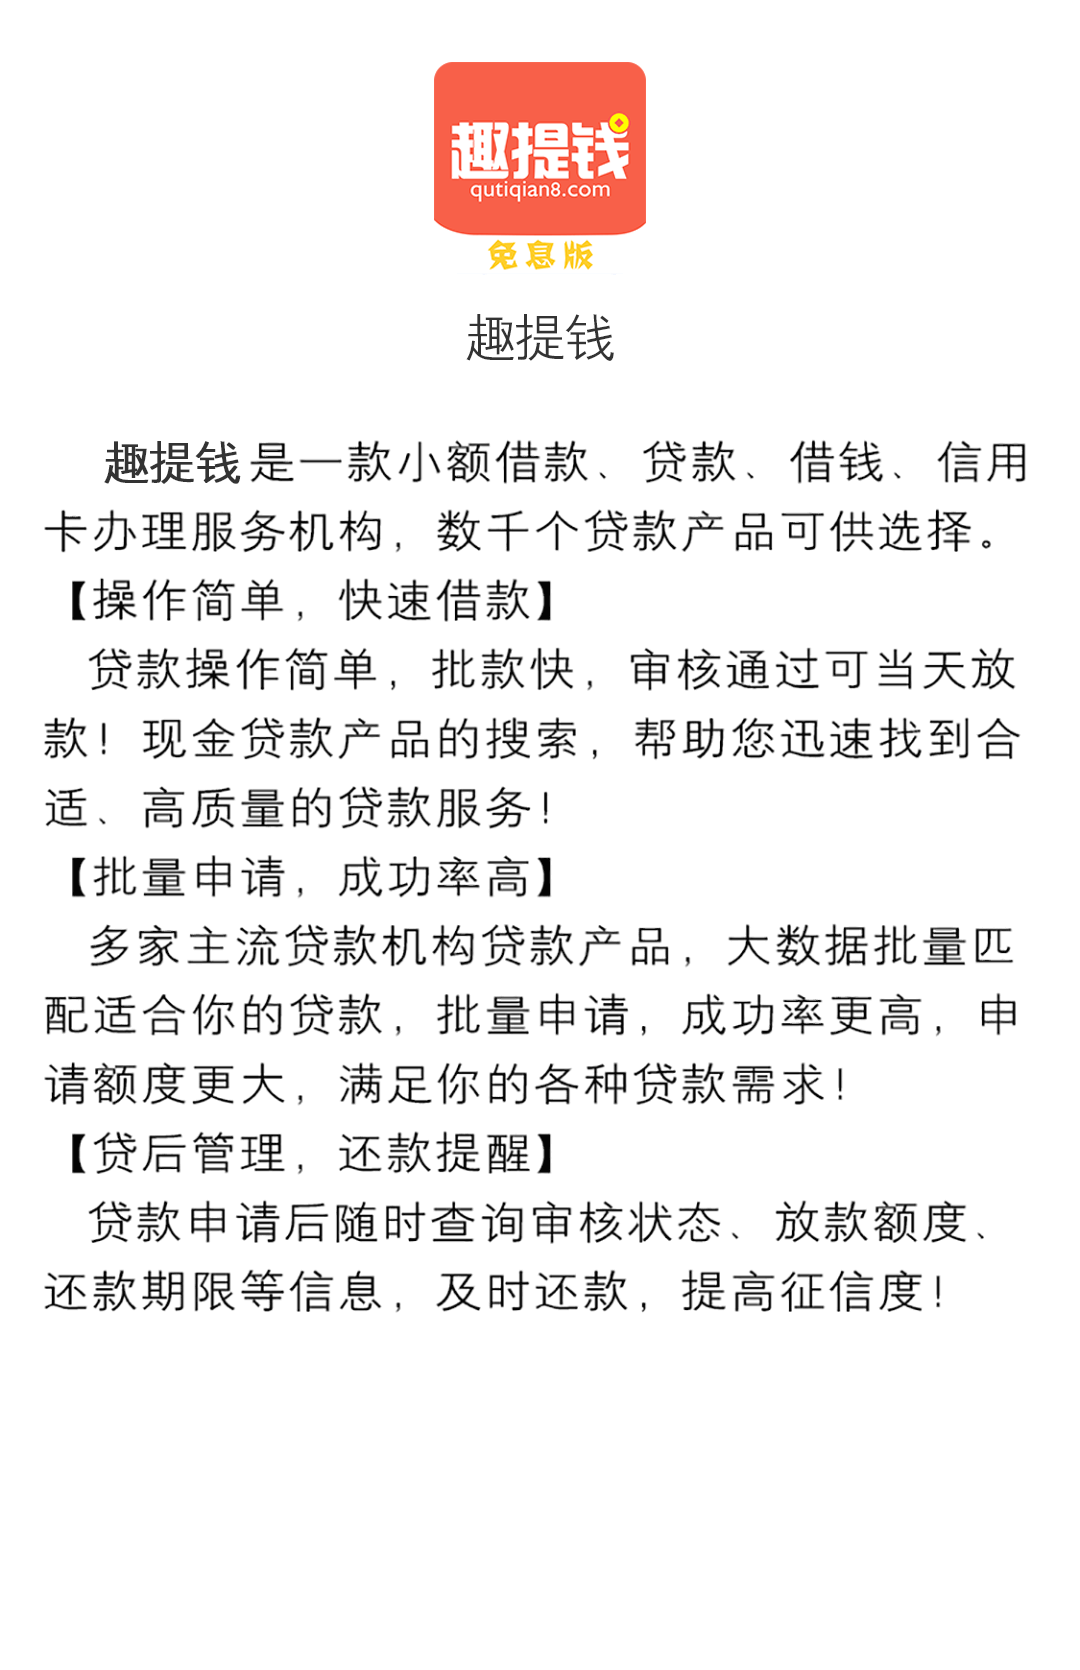 趣提钱
qutiqian8.com
免息版
趣提钱
趣提钱是一款小额借款、贷款、借钱、信用
卡办理服务机构，数千个贷款产品可供选择。
【操作简单，快速借款】
贷款操作简单，批款快，审核通过可当天放
款！现金贷款产品的搜索，帮助您迅速找到合
适、高质量的贷款服务！
【批量申请，成功率高】
多家主流贷款机构贷款产品，大数据批量匹
配适合你的贷款，批量申请，成功率更高，申
请额度更大，满足你的各种贷款需求！
【贷后管理，还款提醒】
贷款申请后随时查询审核状态、放款额度、
还款期限等信息，及时还款，提高征信度！